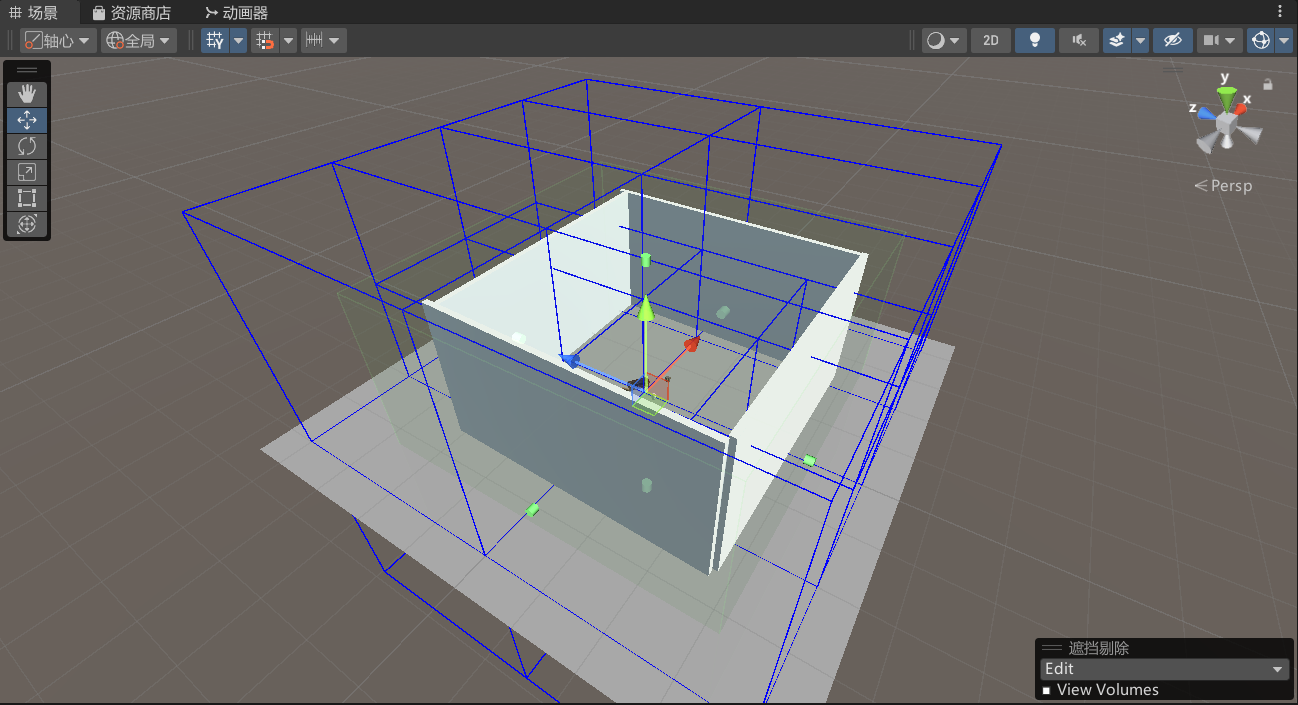 场景 资源商店 动画器
轴心 全局 Y 2D
y
x
z
Persp
遮挡剔除
Edit
View Volumes